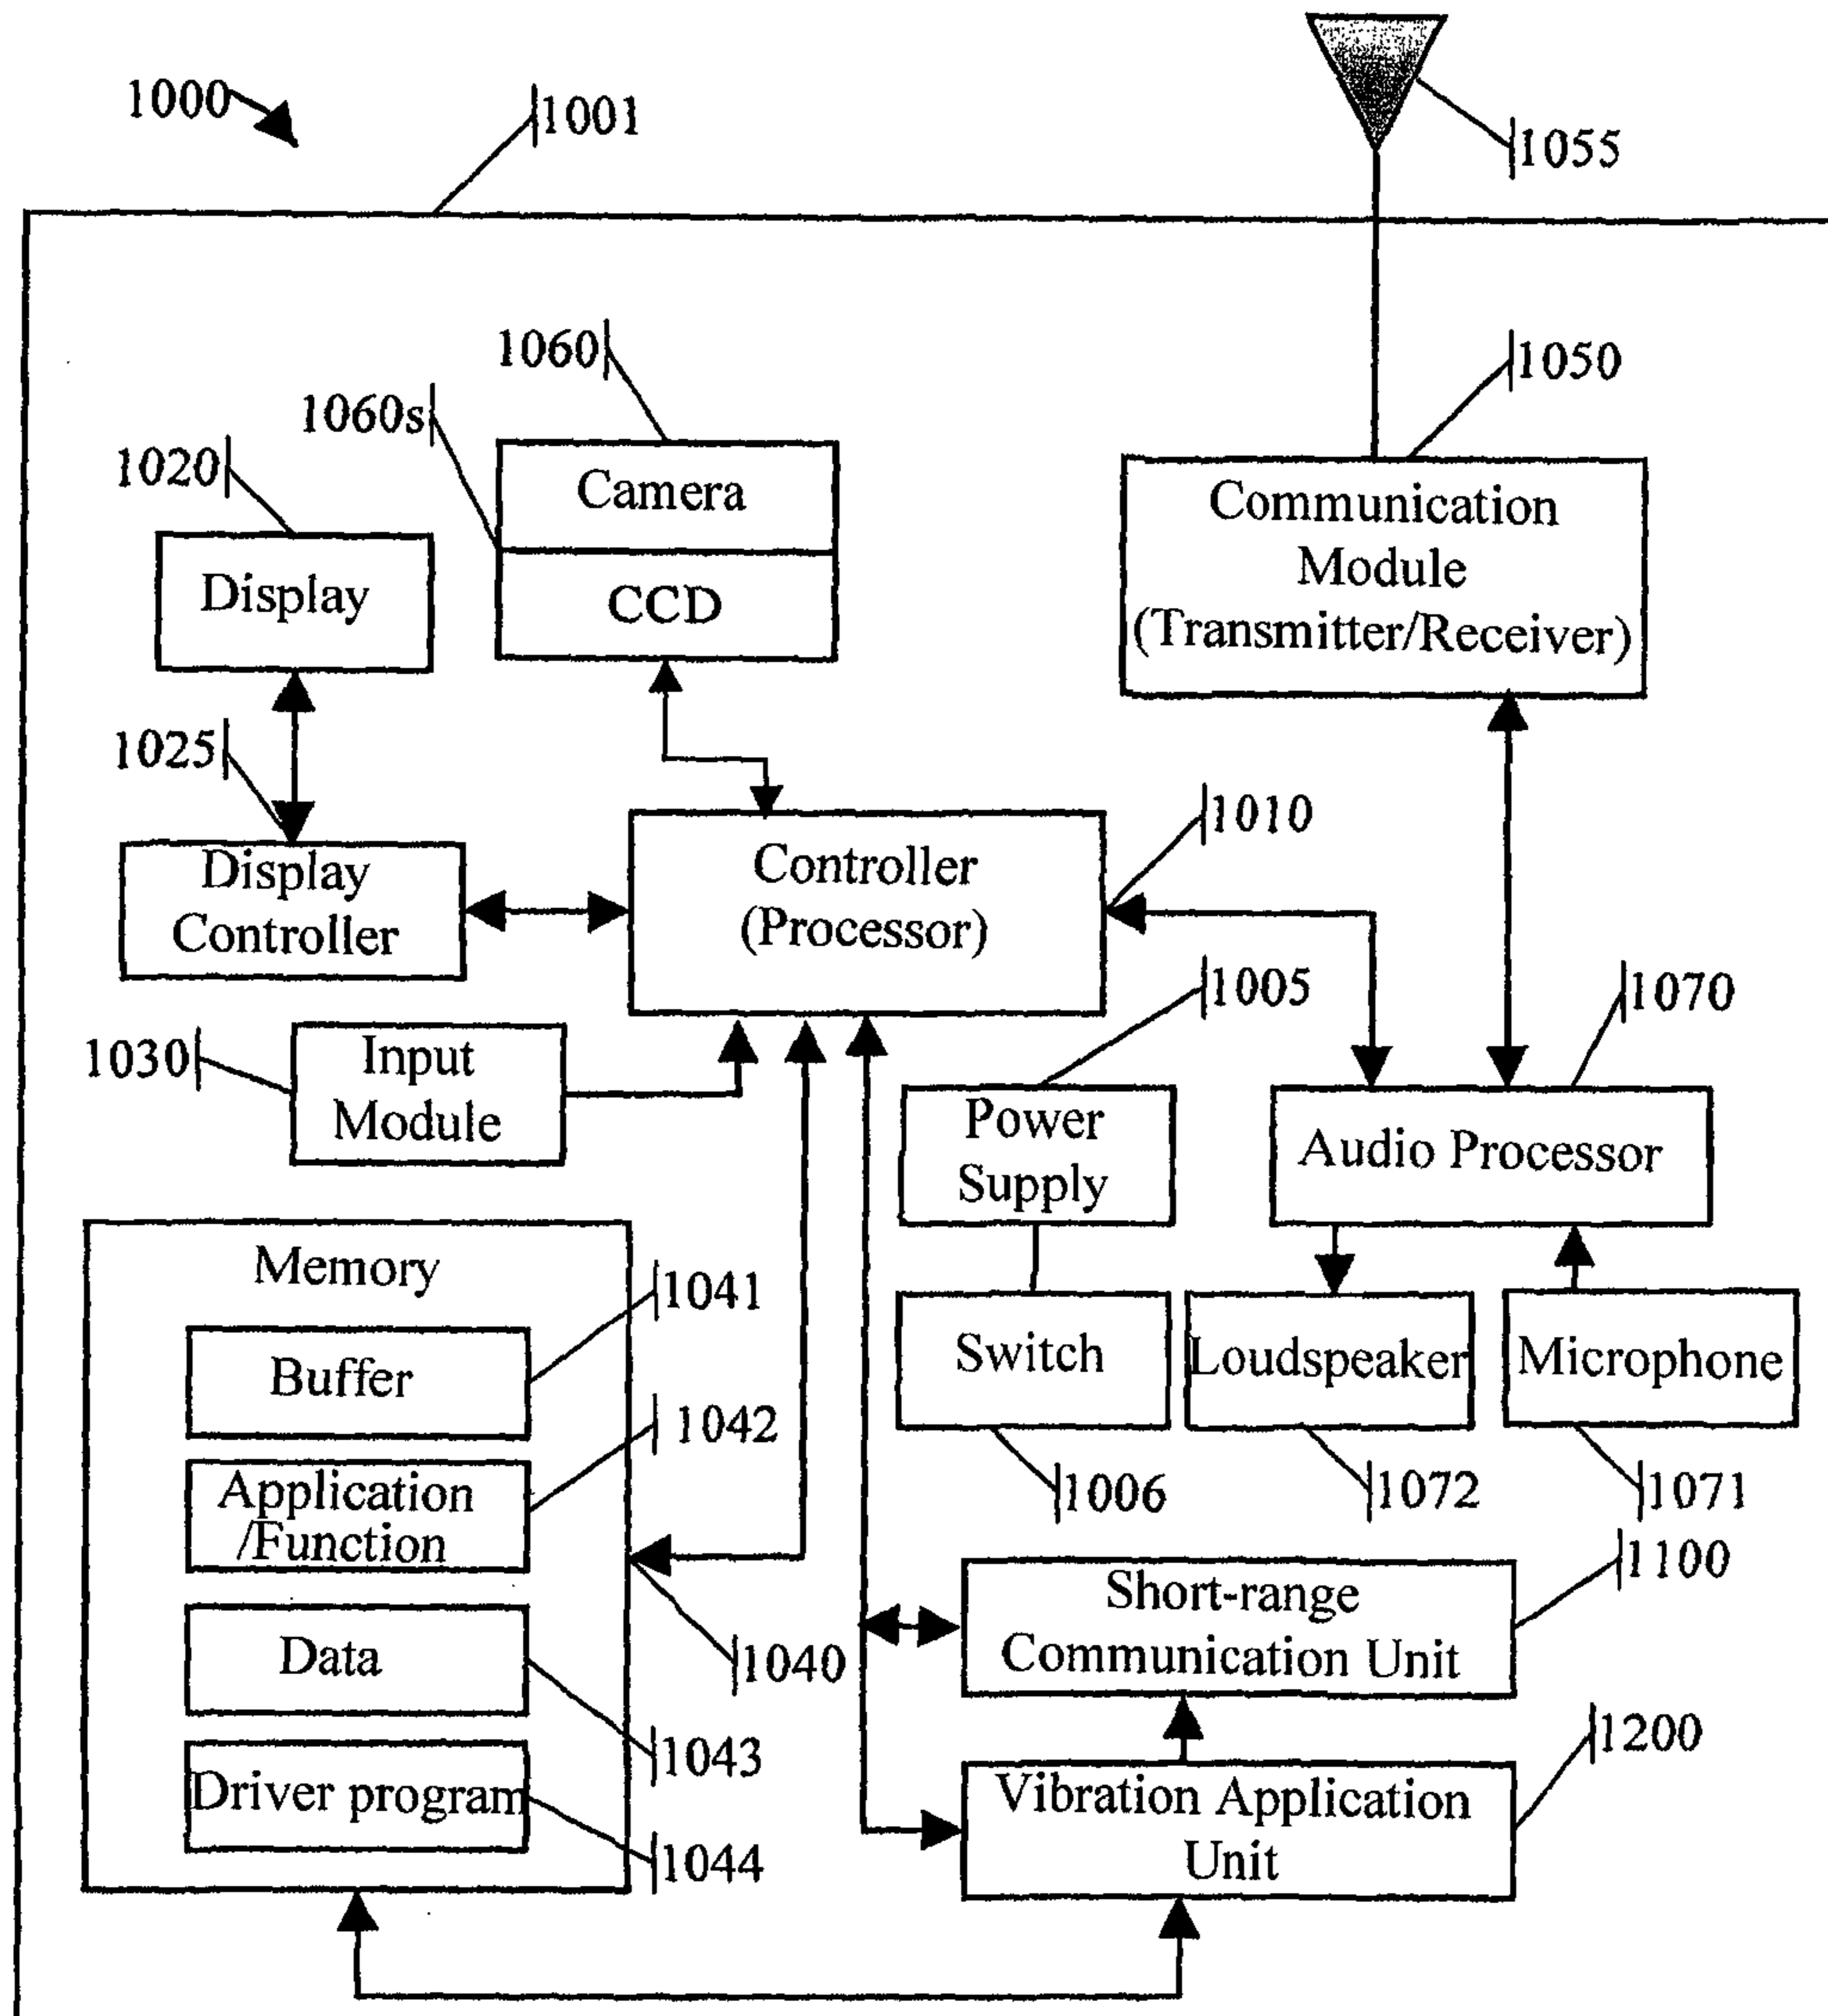 1000
1001
1055
1060
1050
1060s
1020
Camera
CCD
Communication
Module
(Transmitter/Receiver)
Display
1025
1010
Display
Controller
Controller
(Processor)
1005
1070
1030
Input
Module
Power
Supply
Audio Processor
Memory
1041
Buffer
Switch
Loudspeaker
Microphone
1042
Application
/Function
1006
1072
1071
1100
Short-range
Communication Unit
Data
1040
1043
1200
Driver program
Vibration Application
Unit
1044